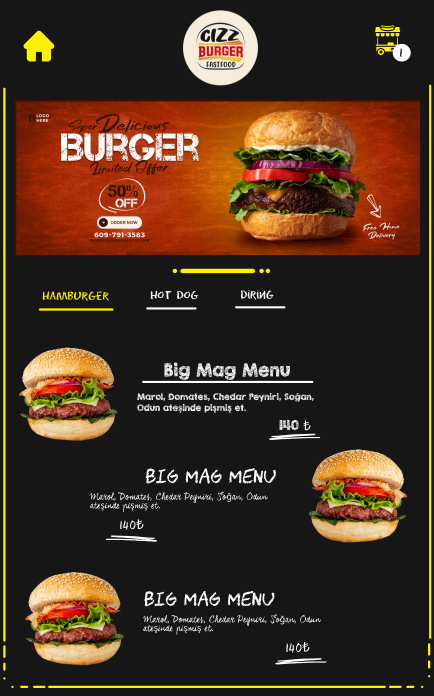 CIZZ
BURGER
FASTFOOD
1
LOGO
HERE
Super Delicious
BURGER
Limited Offer
50%
OFF
ORDER NOW
609-791-3583
Free Home
Delivery
HAMBURGER
HOT DOG
DİRİNG
Big Mag Menu
Marol, Domates, Chedar Peyniri, Soğan,
Odun ateşinde pişmiş et.
140 ₺
BIG MAG MENU
Marol, Domates, Chedar Peyniri, Soğan, Odun
ateşinde pişmiş et.
140₺
BIG MAG MENU
Marol, Domates, Chedar Peyniri, Soğan, Odun
ateşinde pişmiş et.
140₺